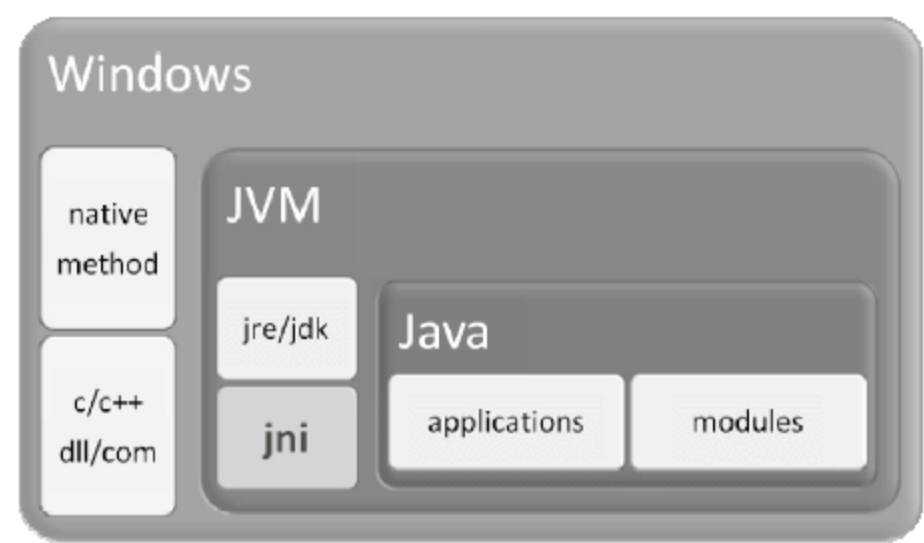 Windows
native
method
c/c++
dll/com
JVM
jre/jdk
jni
Java
applications
modules